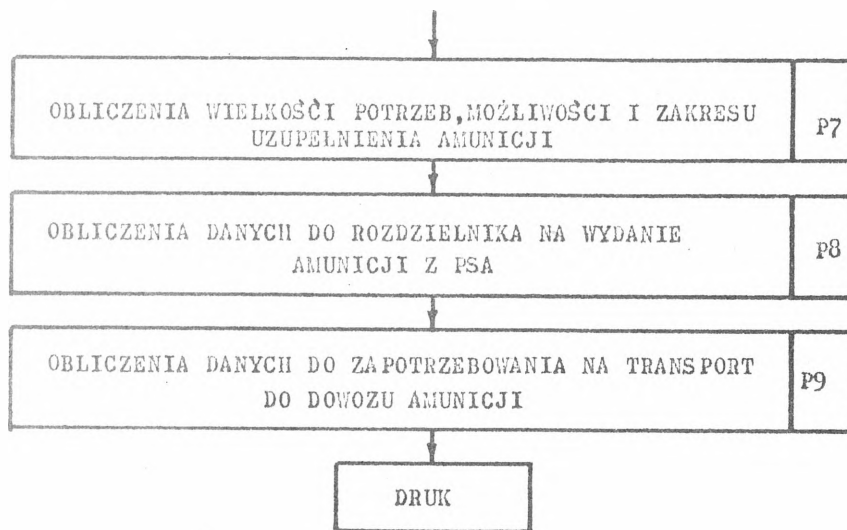 OBLICZENIA WIELKOŚĆI POTRZEB,MOŻLIWOŚCI I ZAKRESU
UZUPEŁNIENIA AMUNICJI
P7
OBLICZENIA DANYCH DO ROZDZIELNIKA NA WYDANIE
AMUNICJI Z PSA
P8
OBLICZENIA DANYCH DO ZAPOTRZEBOWANIA NA TRANSPORT
DO DOWOZU AMUNICJI
P9
DRUK